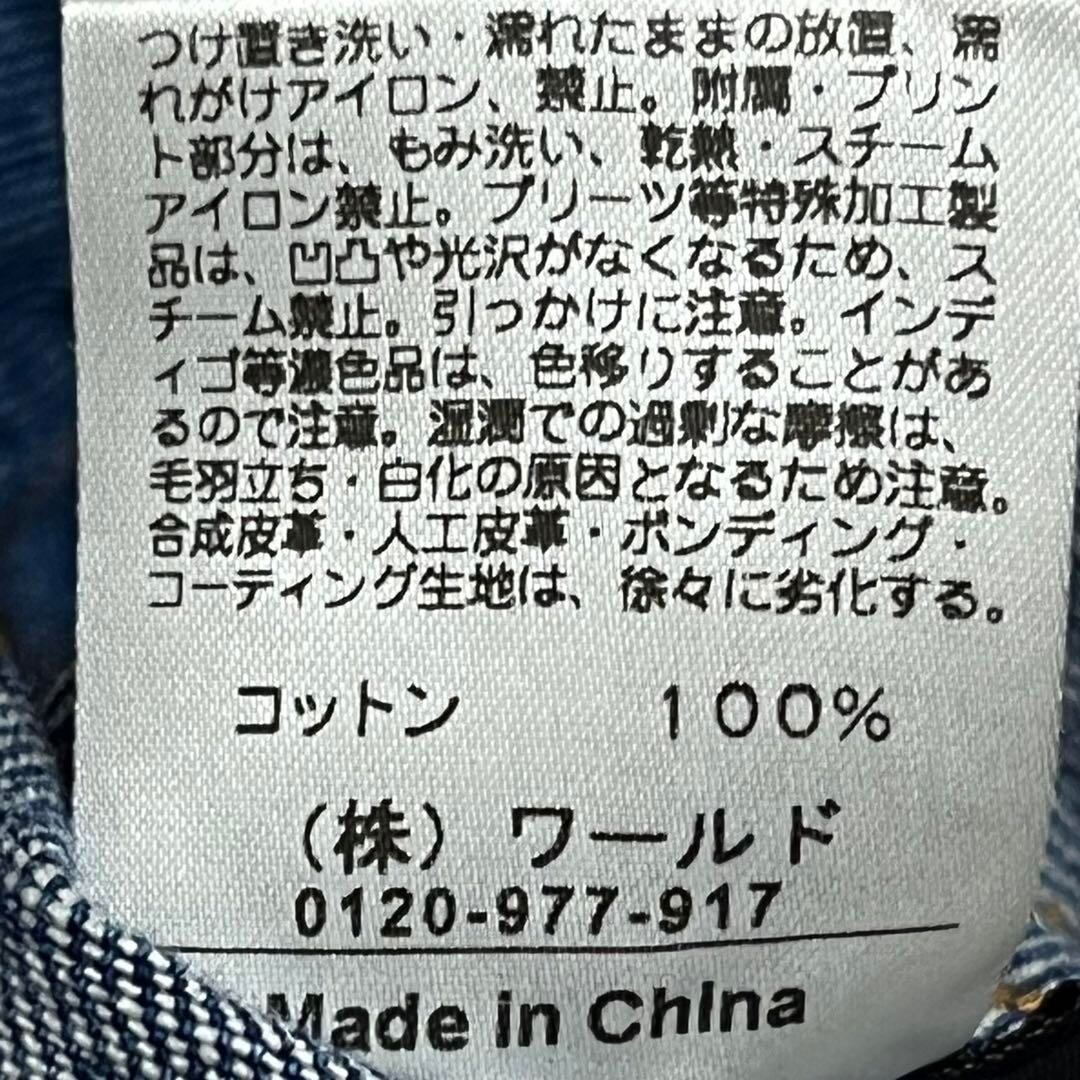 つけ置き洗い・濡れたままの放置、濡
れがけアイロン、禁止。附属・プリン
ト部分は、もみ洗い、乾熱・スチーム
アイロン禁止。プリーツ等特殊加工製
品は、凹凸や光沢がなくなるため、ス
チーム禁止。引っかけに注意。インデ
ィゴ等濃色品は、色移りすることがあ
るので注意。湿潤での過剰な摩擦は、
毛羽立ち・白化の原因となるため注意。
合成皮革・人工皮革・ボンディング・
コーティング生地は、徐々に劣化する。
コットン 100%
（株）ワールド
0120-977-917
Made in China